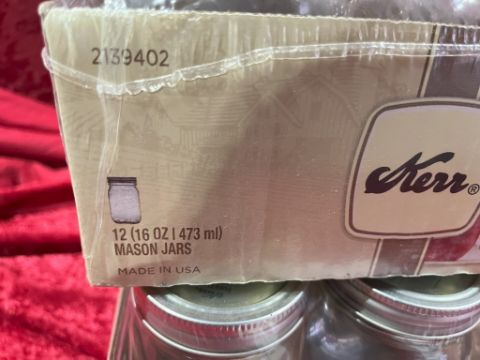 2139402
Kerr®
12 (16 OZ | 473 ml)
MASON JARS
MADE IN USA